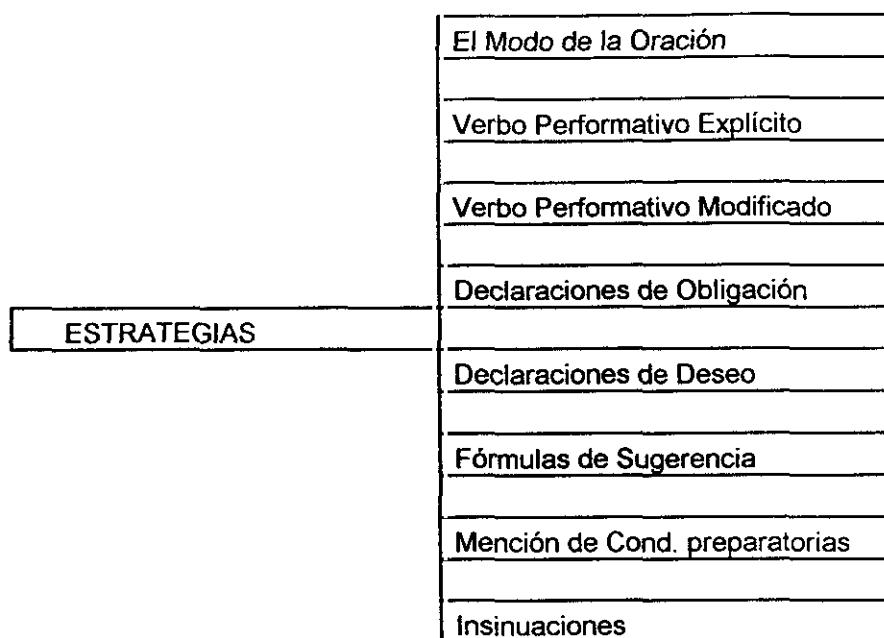 El Modo de la Oración
Verbo Performativo Explícito
Verbo Performativo Modificado
Declaraciones de Obligación
ESTRATEGIAS
Declaraciones de Deseo
Fórmulas de Sugerencia
Mención de Cond. preparatorias
Insinuaciones